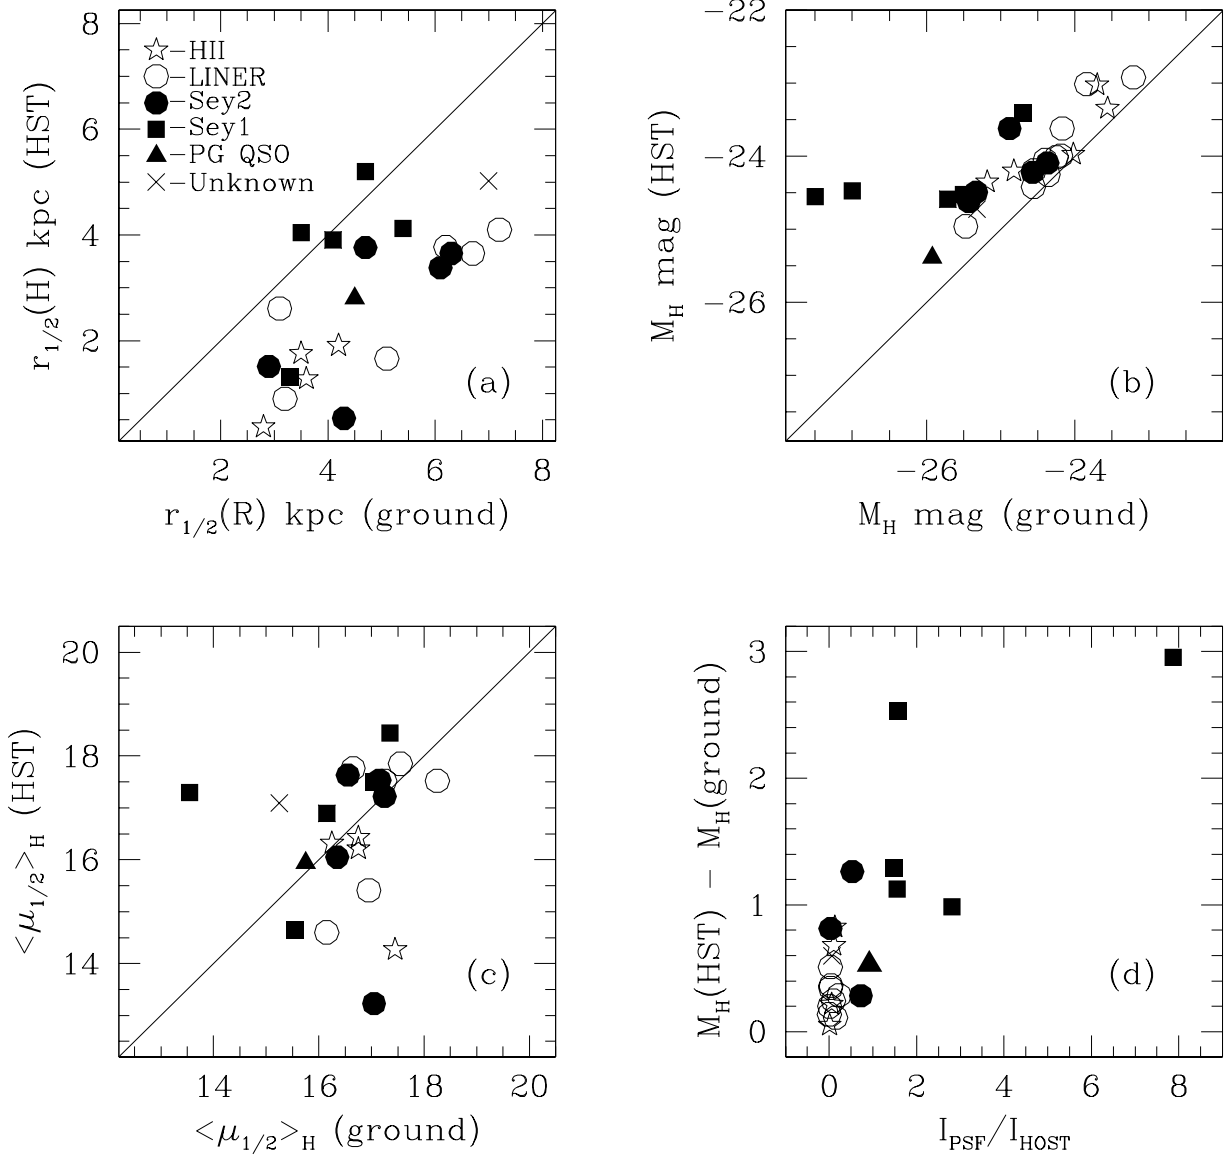 8
6
4
2
r1/2(H) kpc (HST)
HII
LINER
Sey2
Sey1
PG QSO
Unknown
(a)
2 4 6 8
r1/2(R) kpc (ground)
-22
-24
-26
MH mag (HST)
(b)
-26 -24
MH mag (ground)
20
18
16
14
<μ1/2>H (HST)
(c)
14 16 18 20
<μ1/2>H (ground)
3
2
1
0
MH(HST) - MH(ground)
(d)
0 2 4 6 8
IPSF/IHOST